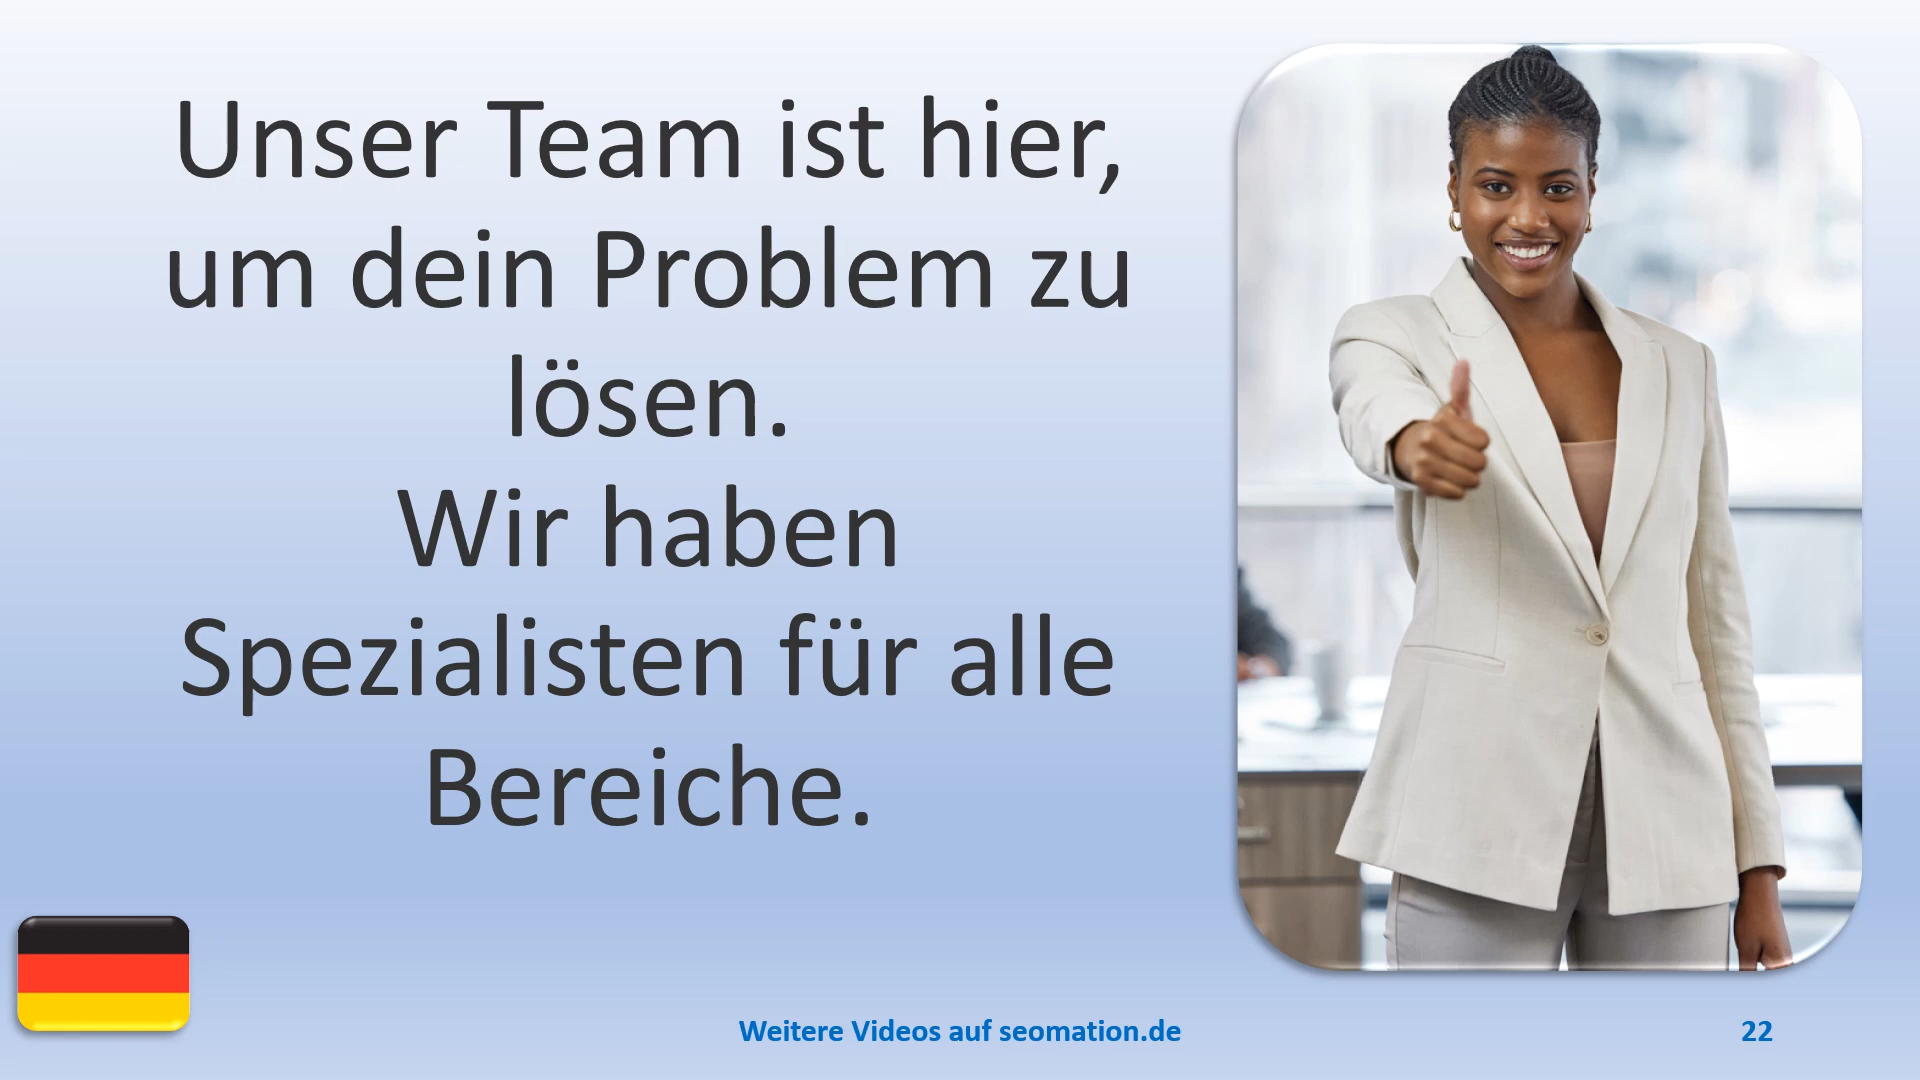 Unser Team ist hier,
um dein Problem zu
lösen.
Wir haben
Spezialisten für alle
Bereiche.
Weitere Videos auf seomation.de
22